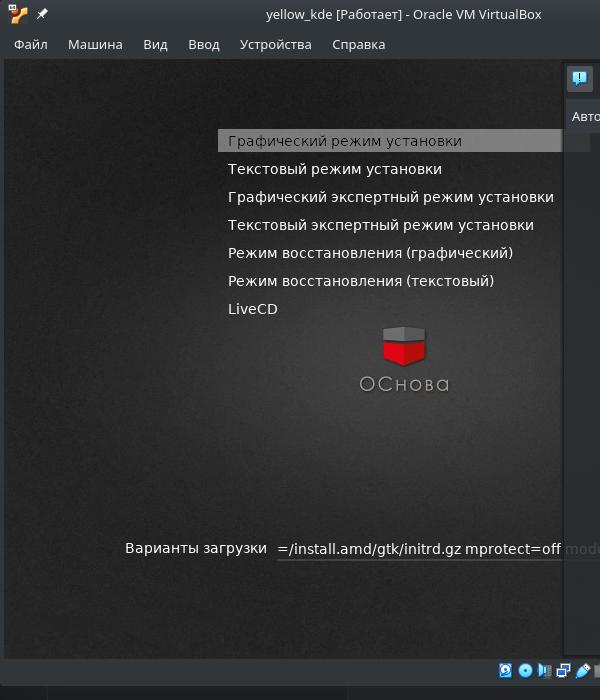 yellow_kde [Работает] - Oracle VM VirtualBox
Файл Машина Вид Ввод Устройства Справка
Авто
Графический режим установки
Текстовый режим установки
Графический экспертный режим установки
Текстовый экспертный режим установки
Режим восстановления (графический)
Режим восстановления (текстовый)
LiveCD
ОСнова
Варианты загрузки =/install.amd/gtk/initrd.gz mprotect=off modu